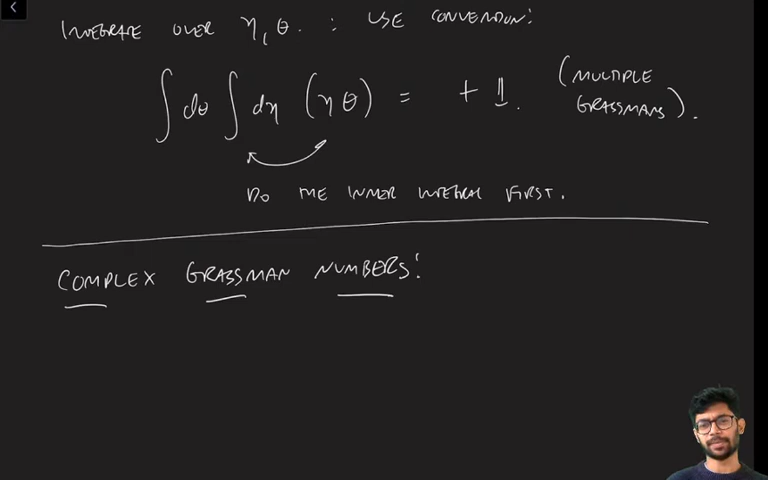 INTEGRATE OVER η, θ. : USE CONVENTION:
∫dθ ∫dη (ηθ) = + 1. (MULTIPLE GRASSMANS).
DO THE INNER INTEGRAL FIRST.
COMPLEX GRASSMAN NUMBERS: